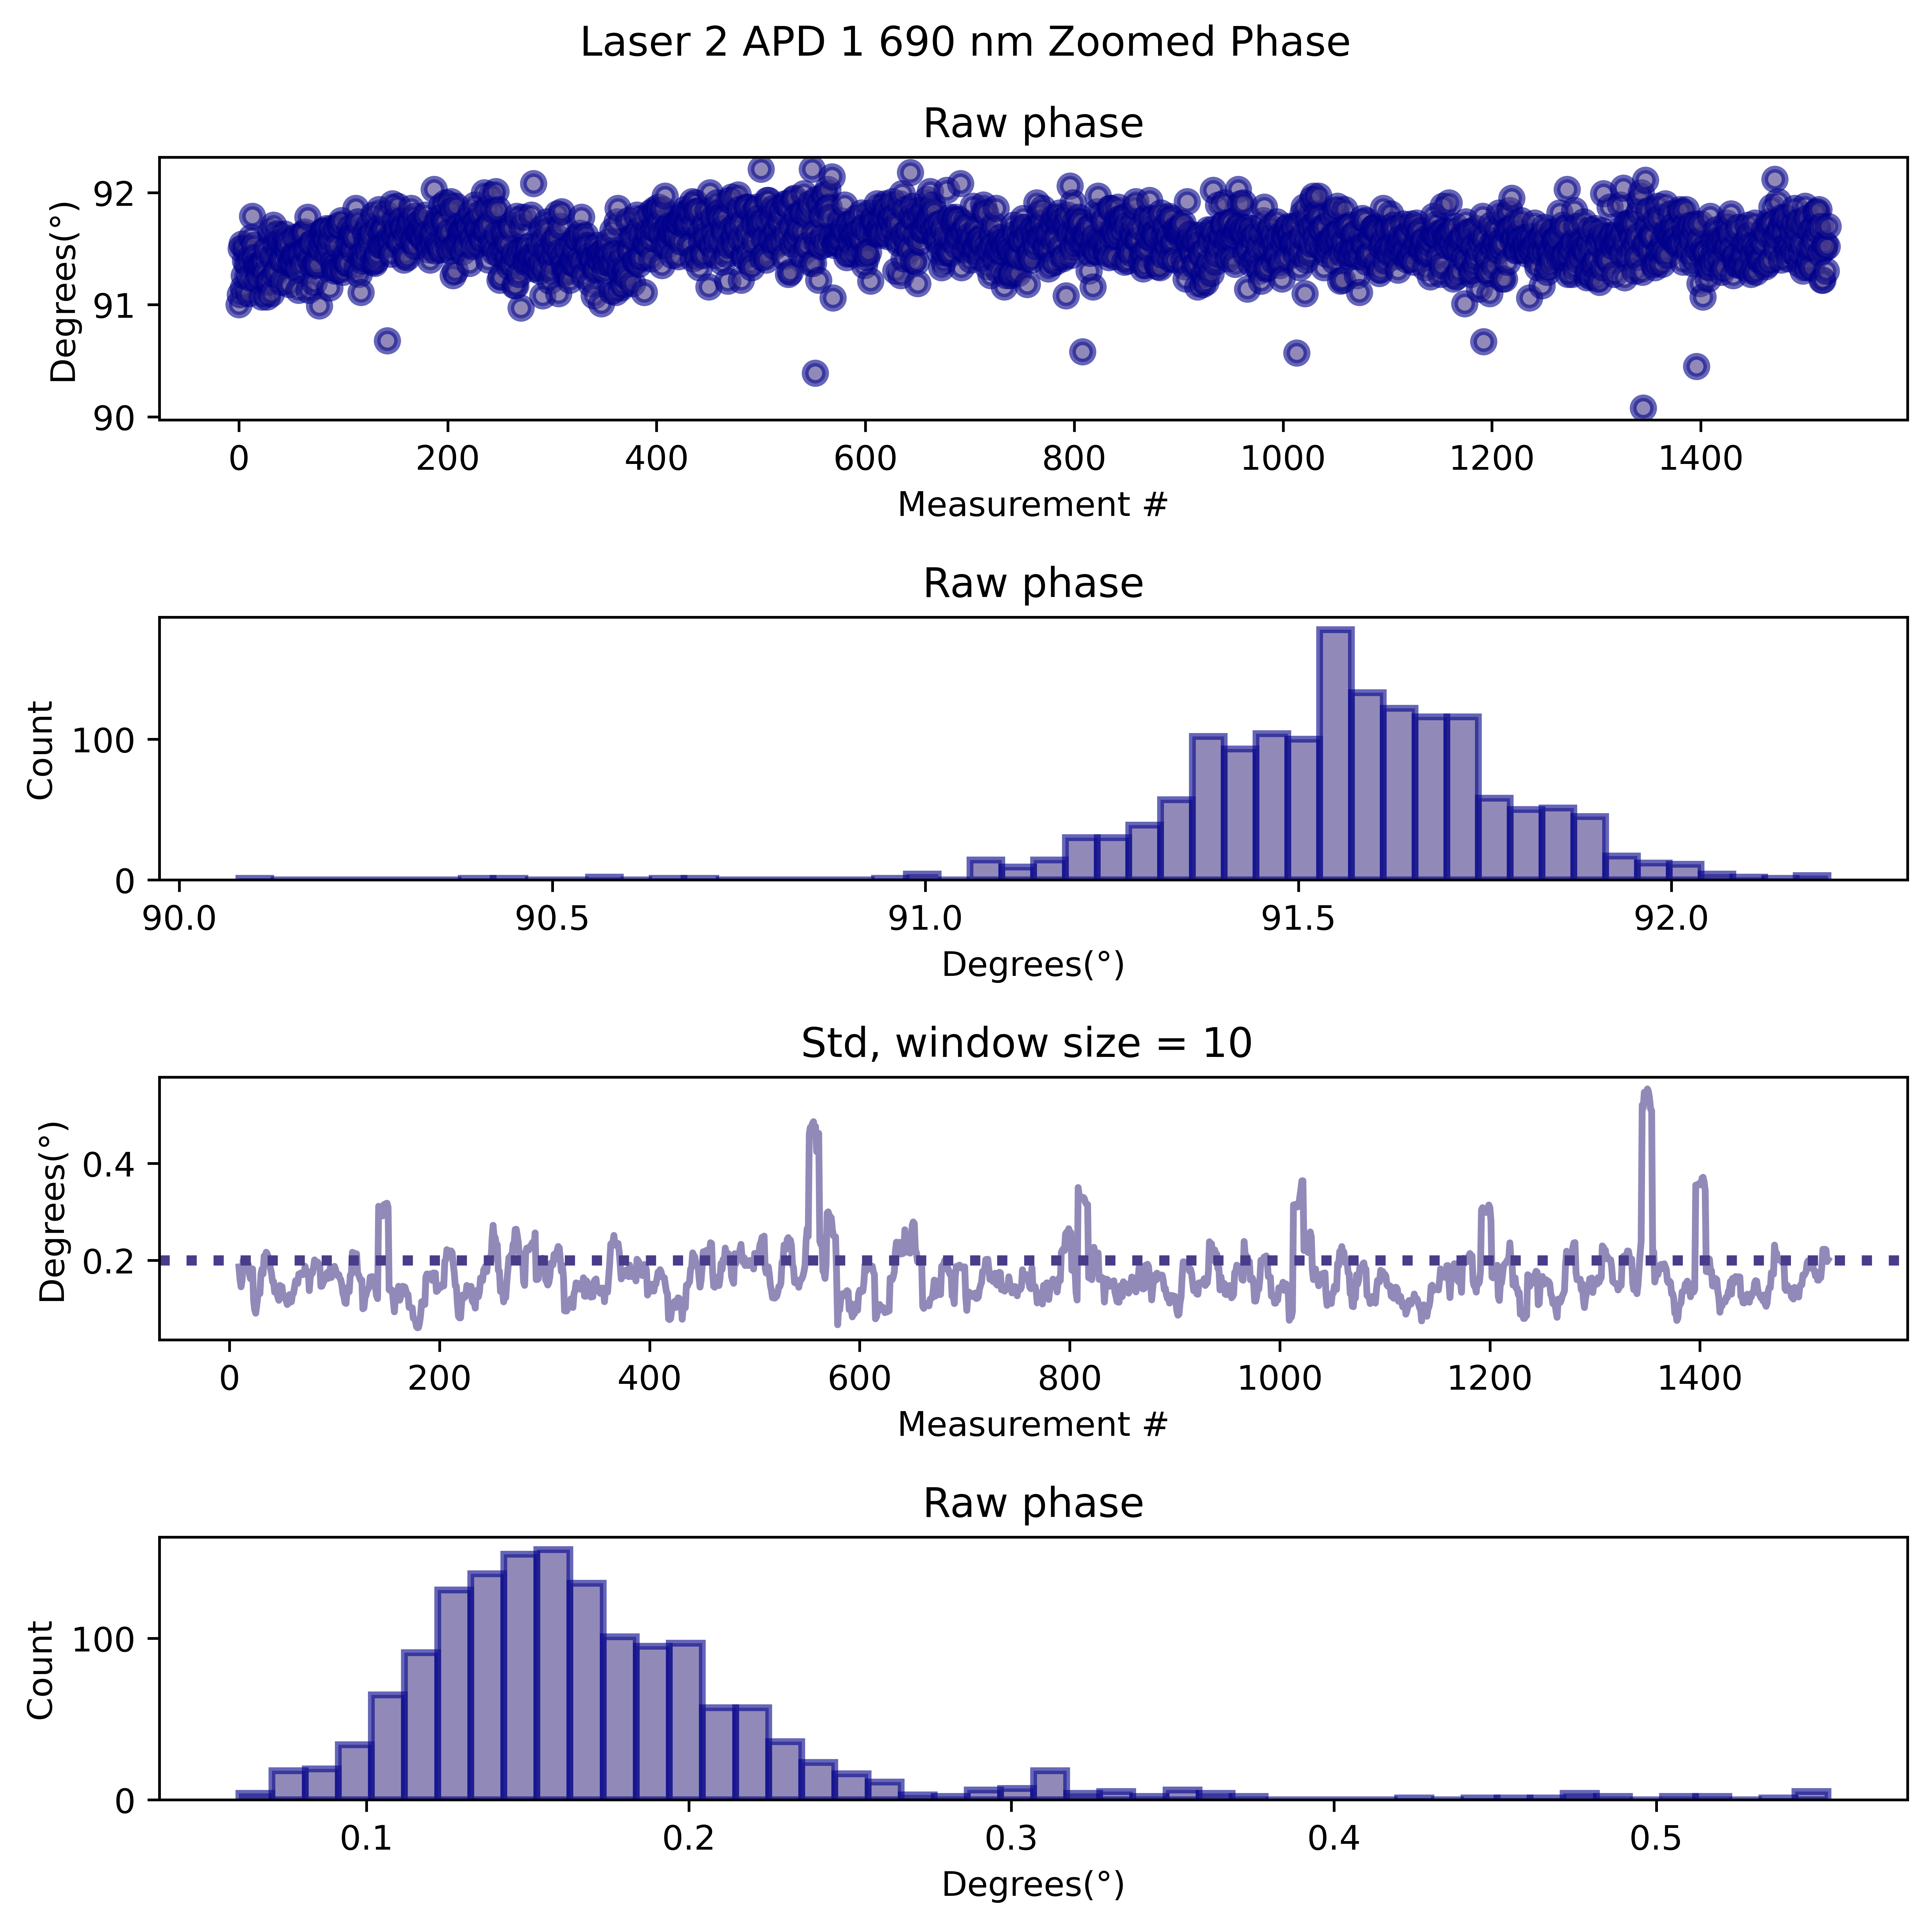 Laser 2 APD 1 690 nm Zoomed Phase
Raw phase
Degrees(°)
92
91
90
0 200 400 600 800 1000 1200 1400
Measurement #
Raw phase
Count
100
0
90.0 90.5 91.0 91.5 92.0
Degrees(°)
Std, window size = 10
Degrees(°)
0.4
0.2
0 200 400 600 800 1000 1200 1400
Measurement #
Raw phase
Count
100
0
0.1 0.2 0.3 0.4 0.5
Degrees(°)